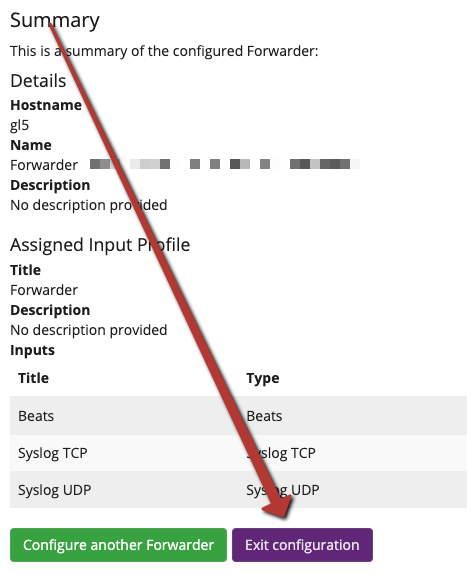 Summary
This is a summary of the configured Forwarder:
Details
Hostname
gl5
Name
Forwarder
Description
No description provided
Assigned Input Profile
Title
Forwarder
Description
No description provided
Inputs
Title Type
Beats Beats
Syslog TCP Syslog TCP
Syslog UDP Syslog UDP
Configure another Forwarder Exit configuration